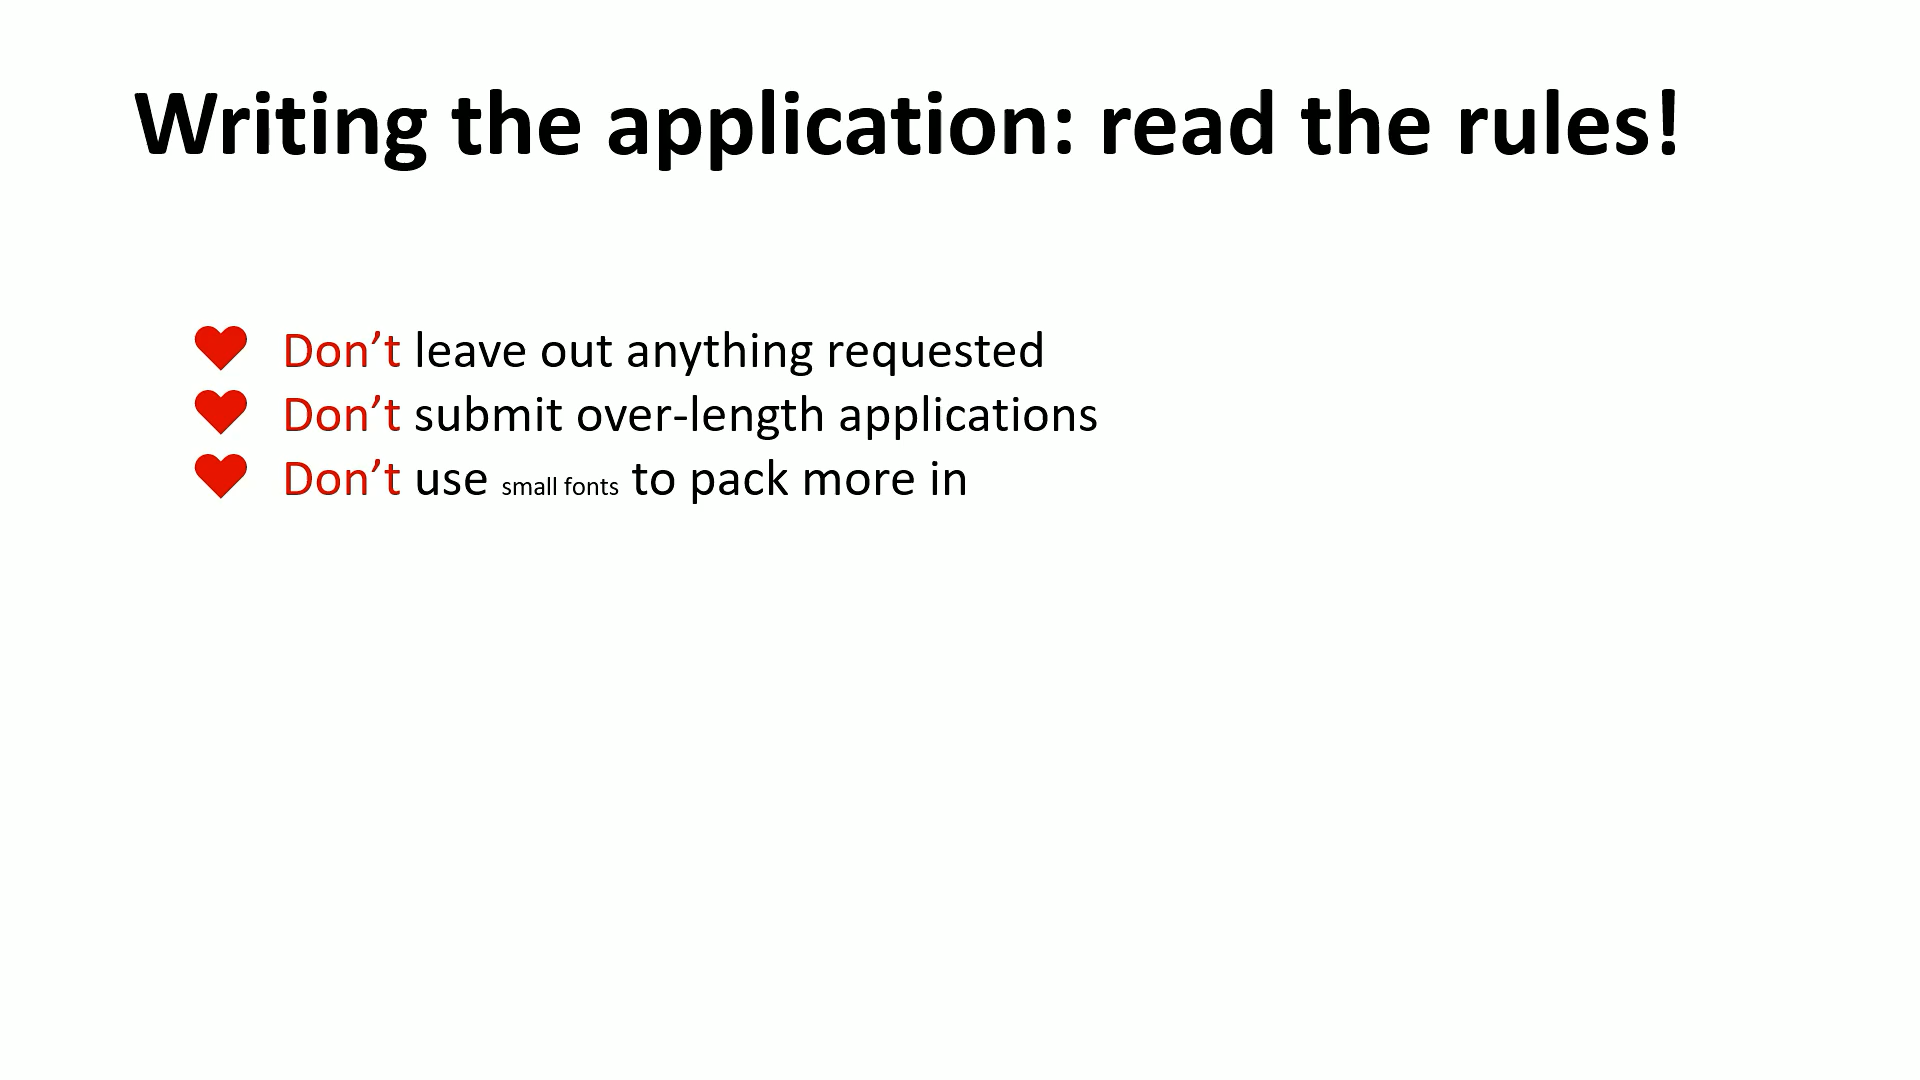 Writing the application: read the rules!
Don’t leave out anything requested
Don’t submit over-length applications
Don’t use small fonts to pack more in